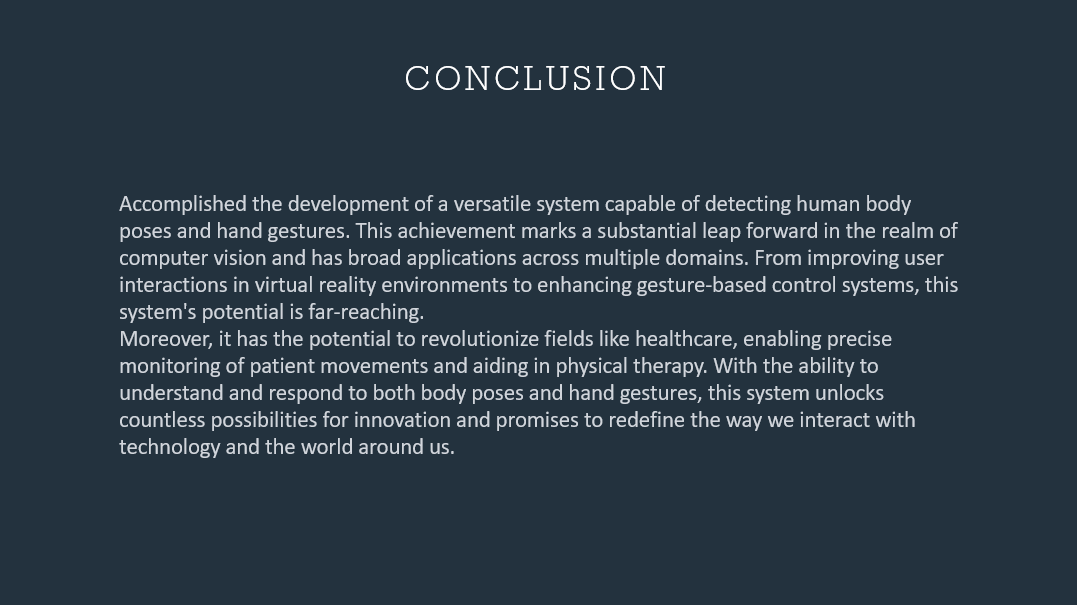 CONCLUSION
Accomplished the development of a versatile system capable of detecting human body
poses and hand gestures. This achievement marks a substantial leap forward in the realm of
computer vision and has broad applications across multiple domains. From improving user
interactions in virtual reality environments to enhancing gesture-based control systems, this
system's potential is far-reaching.
Moreover, it has the potential to revolutionize fields like healthcare, enabling precise
monitoring of patient movements and aiding in physical therapy. With the ability to
understand and respond to both body poses and hand gestures, this system unlocks
countless possibilities for innovation and promises to redefine the way we interact with
technology and the world around us.